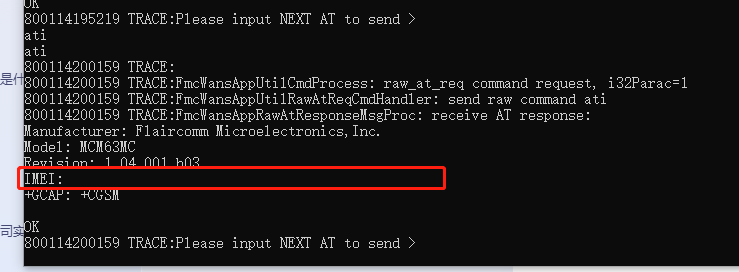 OK
800114195219 TRACE:Please input NEXT AT to send >
ati
ati
800114200159 TRACE:
800114200159 TRACE:FmcWansAppUtilCmdProcess: raw_at_req command request, i32Parac=1
800114200159 TRACE:FmcWansAppUtilRawAtReqCmdHandler: send raw command ati
800114200159 TRACE:FmcWansAppRawAtResponseMsgProc: receive AT response:
Manufacturer: Flaircomm Microelectronics,Inc.
Model: MCM63MC
Revision: 1.04.001.b03
IMEI:
+GCAP: +CGSM
OK
800114200159 TRACE:Please input NEXT AT to send >
是什
司实